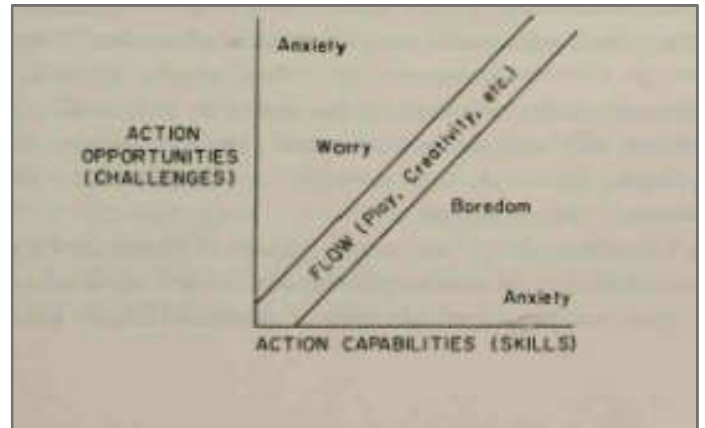 Anxiety
ACTION
OPPORTUNITIES
(CHALLENGES)
Worry
FLOW (Play, Creativity, etc.)
Boredom
Anxiety
ACTION CAPABILITIES (SKILLS)